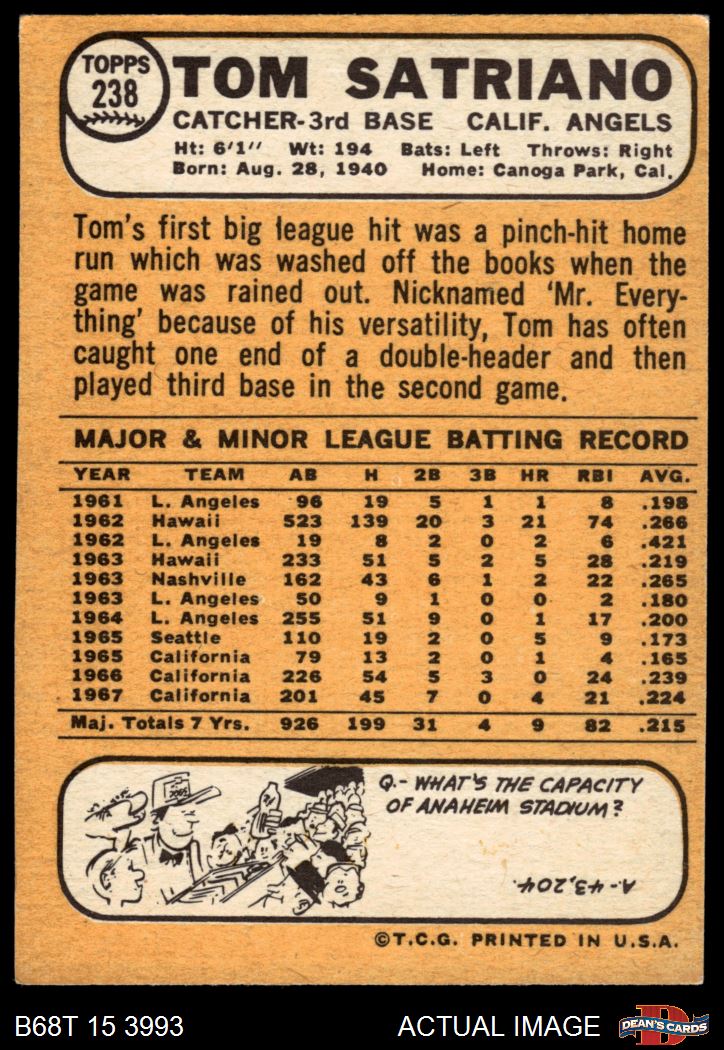 TOPPS
238
TOM SATRIANO
CATCHER-3rd BASE CALIF. ANGELS
Ht: 6'1" Wt: 194 Bats: Left Throws: Right
Born: Aug. 28, 1940 Home: Canoga Park, Cal.
Tom's first big league hit was a pinch-hit home
run which was washed off the books when the
game was rained out. Nicknamed 'Mr. Every-
thing' because of his versatility, Tom has often
caught one end of a double-header and then
played third base in the second game.
MAJOR & MINOR LEAGUE BATTING RECORD
YEAR TEAM AB H 2B 3B HR RBI AVG.
1961 L. Angeles 96 19 5 1 1 8 .198
1962 Hawaii 523 139 20 3 21 74 .266
1962 L. Angeles 19 8 2 0 2 6 .421
1963 Hawaii 233 51 5 2 5 28 .219
1963 Nashville 162 43 6 1 2 22 .265
1963 L. Angeles 50 9 1 0 0 2 .180
1964 L. Angeles 255 51 9 0 1 17 .200
1965 Seattle 110 19 2 0 5 9 .173
1965 California 79 13 2 0 1 4 .165
1966 California 226 54 5 3 0 24 .239
1967 California 201 45 7 0 4 21 .224
Maj. Totals 7 Yrs. 926 199 31 4 9 82 .215
Q.- WHAT'S THE CAPACITY
OF ANAHEIM STADIUM?
A-43,204.
©T.C.G. PRINTED IN U.S.A.
B68T 15 3993 ACTUAL IMAGE
D
DEAN'S CARDS